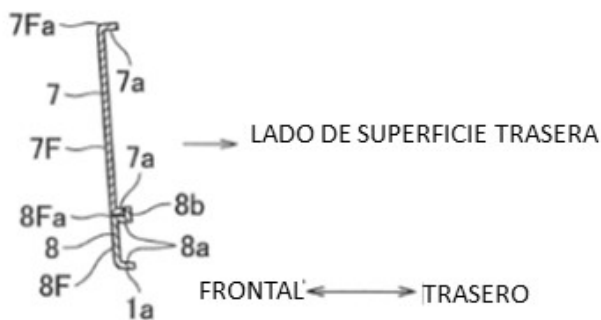 7Fa
7a
7
7F
LADO DE SUPERFICIE TRASERA
7a
8Fa
8b
8
8a
8F
1a
FRONTAL
TRASERO